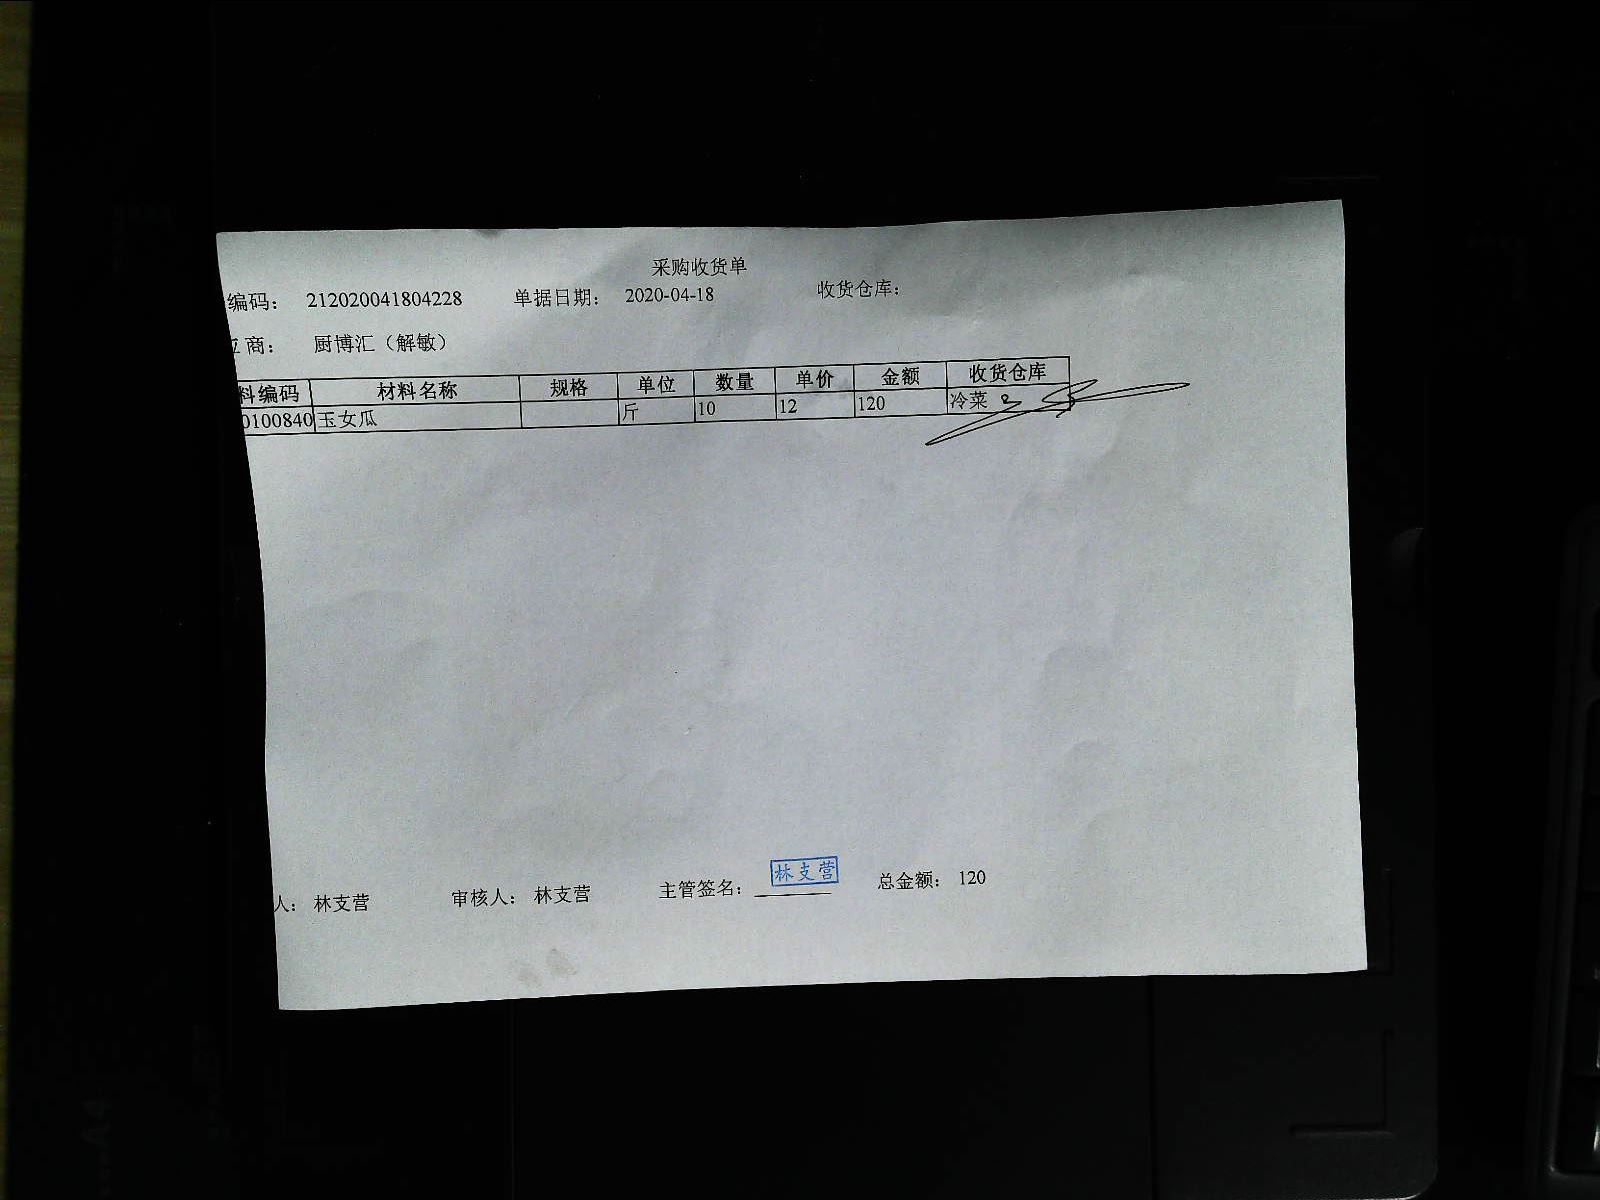 采购收货单
编码： 212020041804228 单据日期： 2020-04-18 收货仓库：
商： 厨博汇（解敏）
料编码 材料名称 规格 单位 数量 单价 金额 收货仓库
0100840 玉女瓜 斤 10 12 120 冷菜
林支营
人： 林支营 审核人： 林支营 主管签名： 总金额： 120